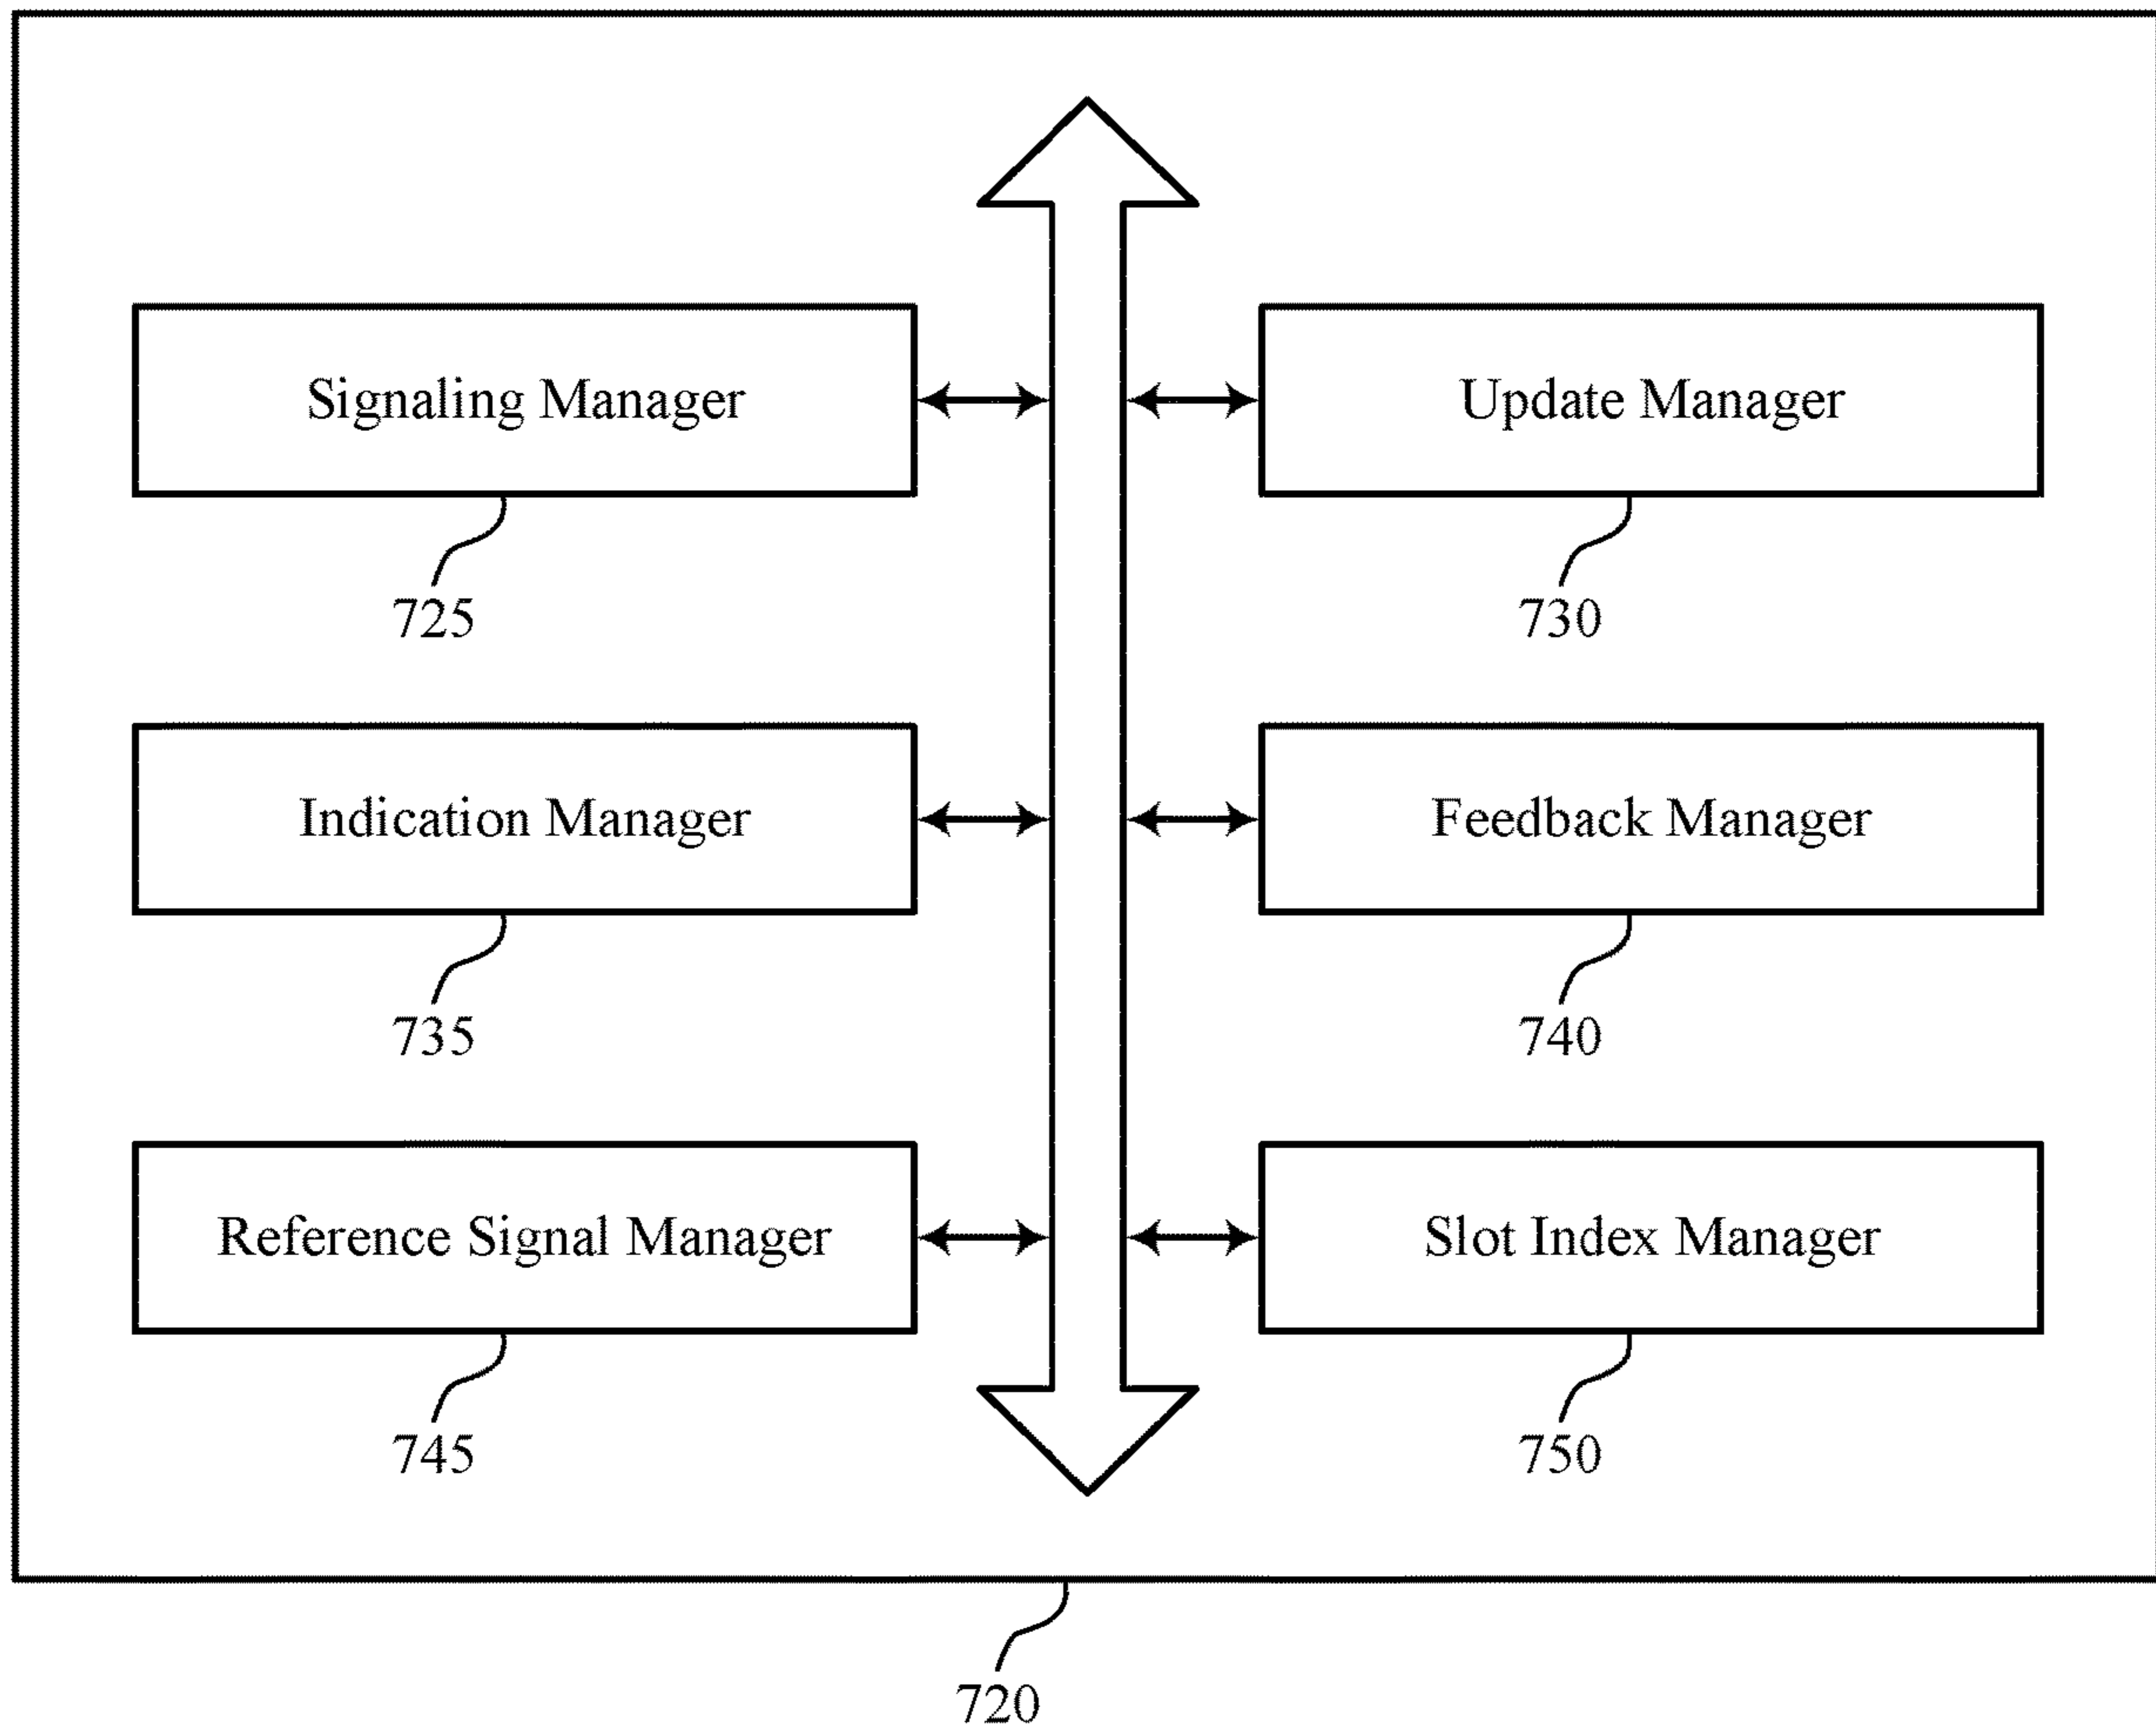 Signaling Manager
Update Manager
725
730
Indication Manager
Feedback Manager
735
740
Reference Signal Manager
Slot Index Manager
745
750
720